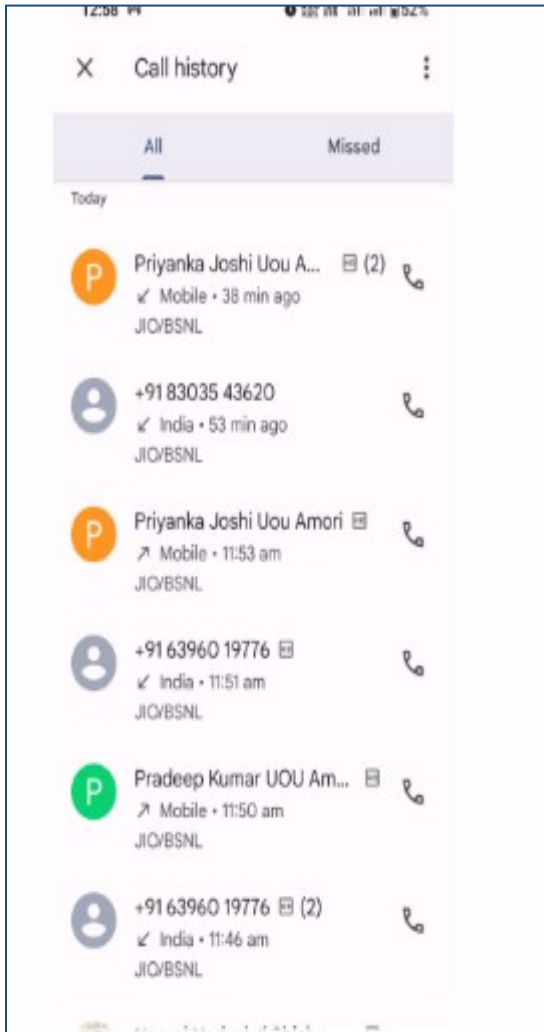 12:58
52%
Call history
All Missed
Today
Priyanka Joshi Uou A... (2)
Mobile • 38 min ago
JIO/BSNL
+91 83035 43620
India • 53 min ago
JIO/BSNL
Priyanka Joshi Uou Amori
Mobile • 11:53 am
JIO/BSNL
+91 63960 19776
India • 11:51 am
JIO/BSNL
Pradeep Kumar UOU Am...
Mobile • 11:50 am
JIO/BSNL
+91 63960 19776 (2)
India • 11:46 am
JIO/BSNL